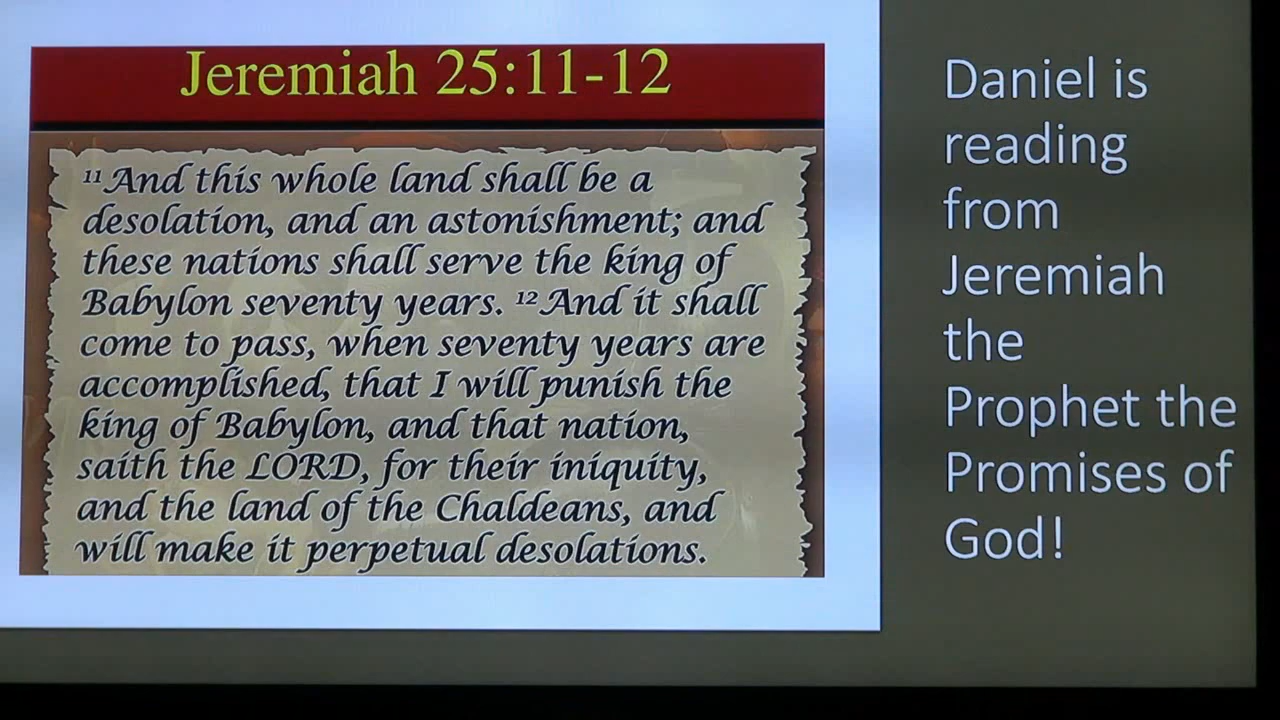 Jeremiah 25:11-12
11 And this whole land shall be a
desolation, and an astonishment; and
these nations shall serve the king of
Babylon seventy years. 12 And it shall
come to pass, when seventy years are
accomplished, that I will punish the
king of Babylon, and that nation,
saith the LORD, for their iniquity,
and the land of the Chaldeans, and
will make it perpetual desolations.
Daniel is
reading
from
Jeremiah
the
Prophet the
Promises of
God!